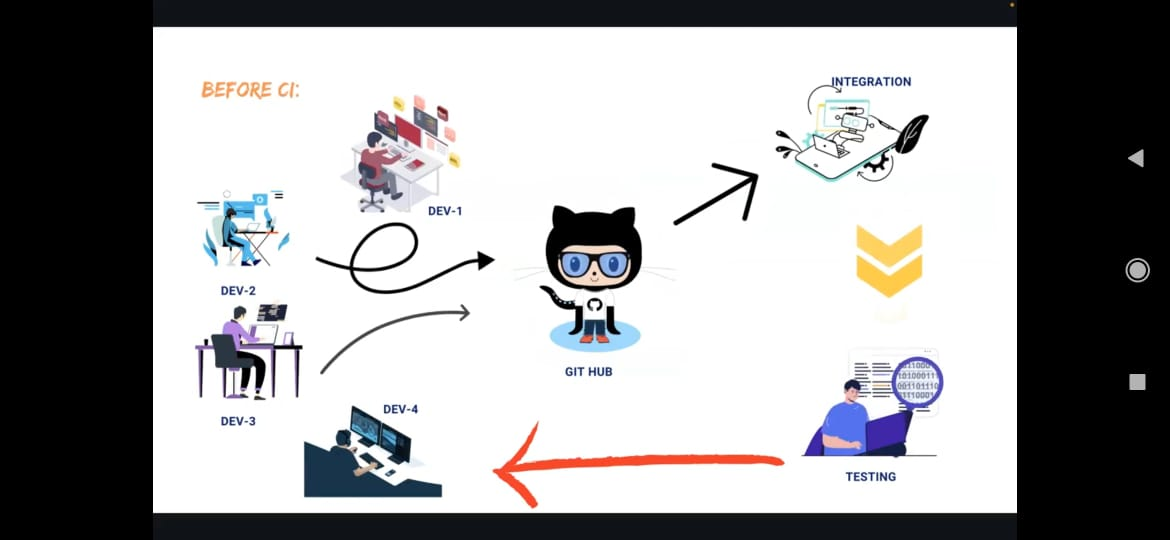 BEFORE CI:
INTEGRATION
DEV-1
DEV-2
GIT HUB
DEV-3
DEV-4
TESTING